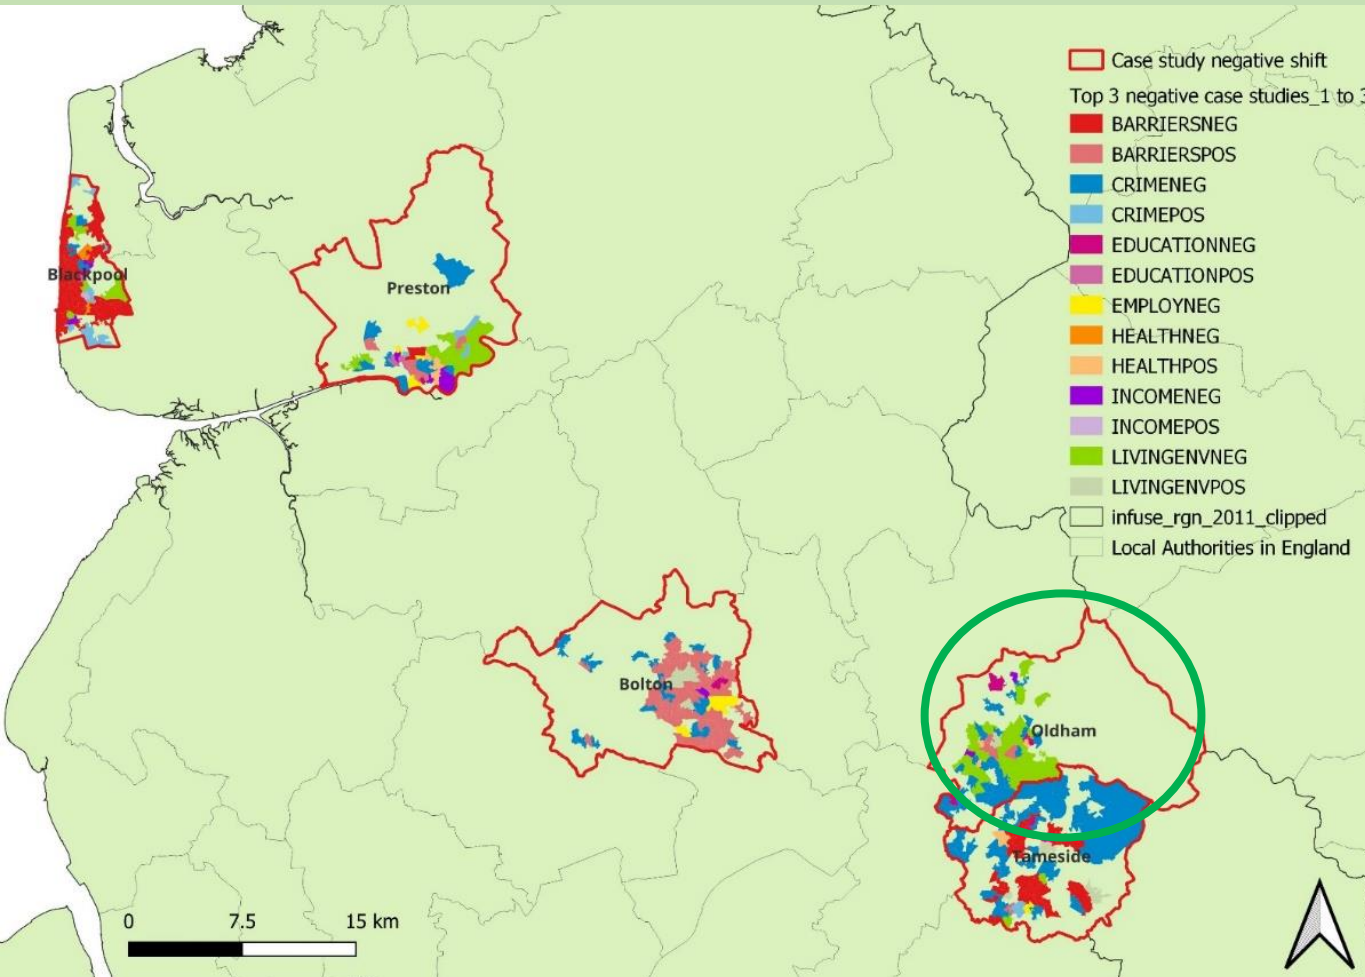 Case study negative shift
Top 3 negative case studies_1 to 3
BARRIERSNEG
BARRIERSPOS
CRIMENEG
CRIMEPOS
EDUCATIONNEG
EDUCATIONPOS
EMPLOYNEG
HEALTHNEG
HEALTHPOS
INCOMENEG
INCOMEPOS
LIVINGENVNEG
LIVINGENVPOS
infuse_rgn_2011_clipped
Local Authorities in England
Blackpool
Preston
Bolton
Oldham
Tameside
0 7.5 15 km